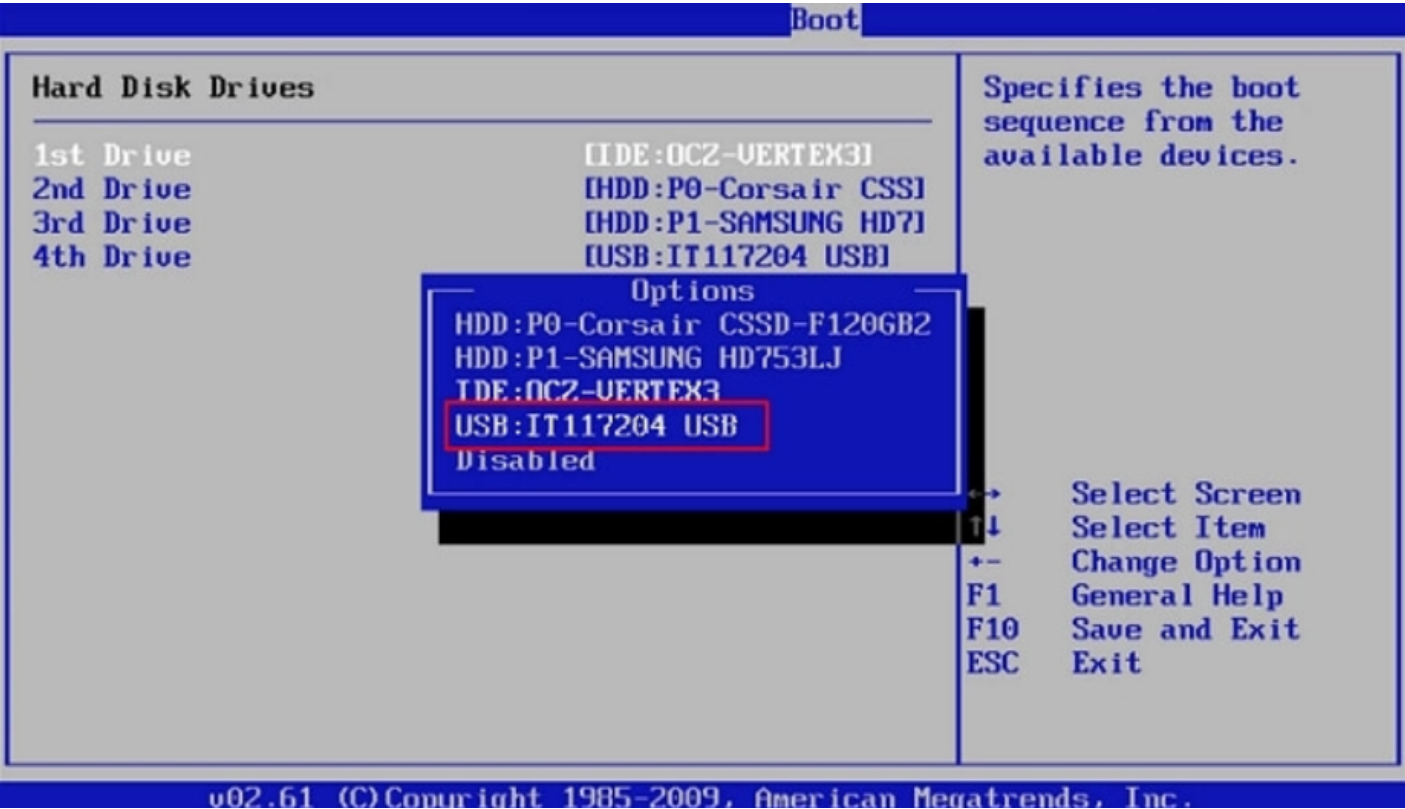 Boot
Hard Disk Drives
1st Drive [IDE:OCZ-VERTEX3]
2nd Drive [HDD:P0-Corsair CSS]
3rd Drive [HDD:P1-SAMSUNG HD7]
4th Drive [USB:IT117204 USB]
Options
HDD:P0-Corsair CSSD-F120GB2
HDD:P1-SAMSUNG HD753LJ
IDE:OCZ-VERTEX3
USB:IT117204 USB
Disabled
Specifies the boot
sequence from the
available devices.
←→ Select Screen
↑↓ Select Item
+- Change Option
F1 General Help
F10 Save and Exit
ESC Exit
v02.61 (C)Copyright 1985-2009, American Megatrends, Inc.